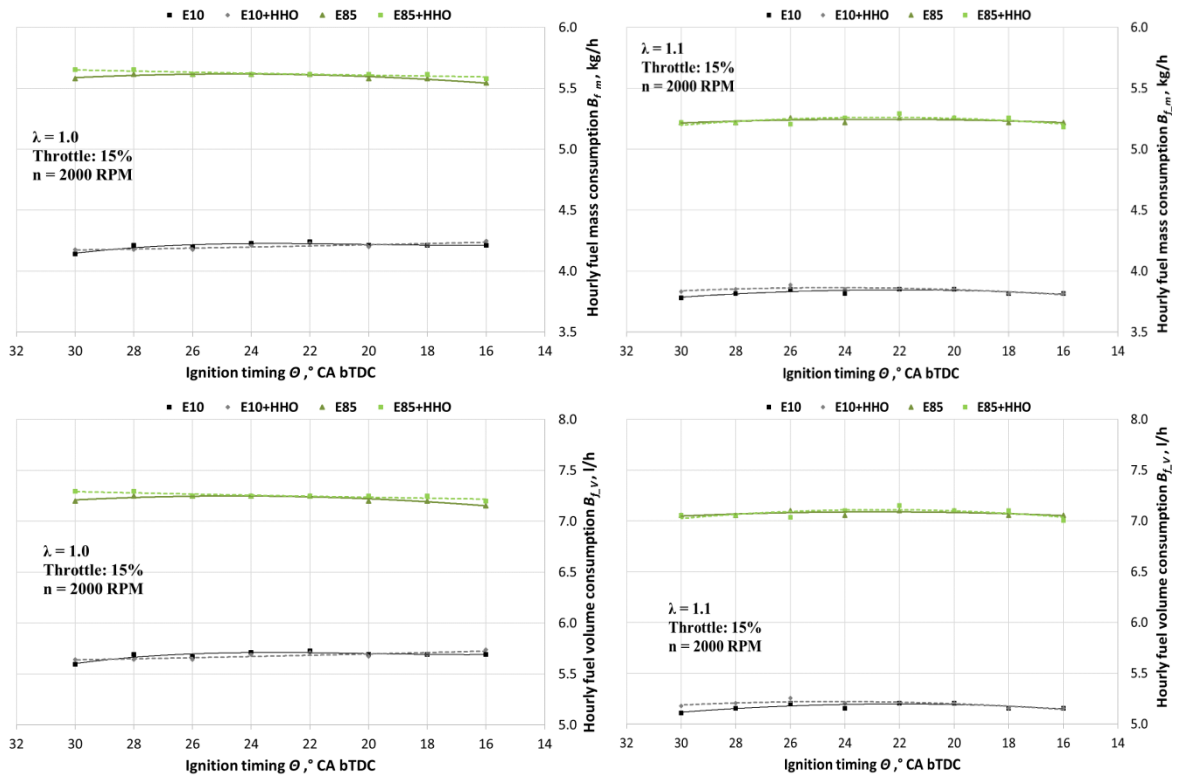 E10 E10+HHO E85 E85+HHO
λ = 1.0
Throttle: 15%
n = 2000 RPM
6.0
5.5
5.0
4.5
4.0
3.5
Hourly fuel mass consumption B_f_m, kg/h
32 30 28 26 24 22 20 18 16 14
Ignition timing Θ ,° CA bTDC
E10 E10+HHO E85 E85+HHO
λ = 1.1
Throttle: 15%
n = 2000 RPM
6.0
5.5
5.0
4.5
4.0
3.5
Hourly fuel mass consumption B_f_m, kg/h
32 30 28 26 24 22 20 18 16 14
Ignition timing Θ ,° CA bTDC
E10 E10+HHO E85 E85+HHO
λ = 1.0
Throttle: 15%
n = 2000 RPM
8.0
7.5
7.0
6.5
6.0
5.5
5.0
Hourly fuel volume consumption B_f_V, l/h
32 30 28 26 24 22 20 18 16 14
Ignition timing Θ ,° CA bTDC
E10 E10+HHO E85 E85+HHO
λ = 1.1
Throttle: 15%
n = 2000 RPM
8.0
7.5
7.0
6.5
6.0
5.5
5.0
Hourly fuel volume consumption B_f_V, l/h
32 30 28 26 24 22 20 18 16 14
Ignition timing Θ ,° CA bTDC